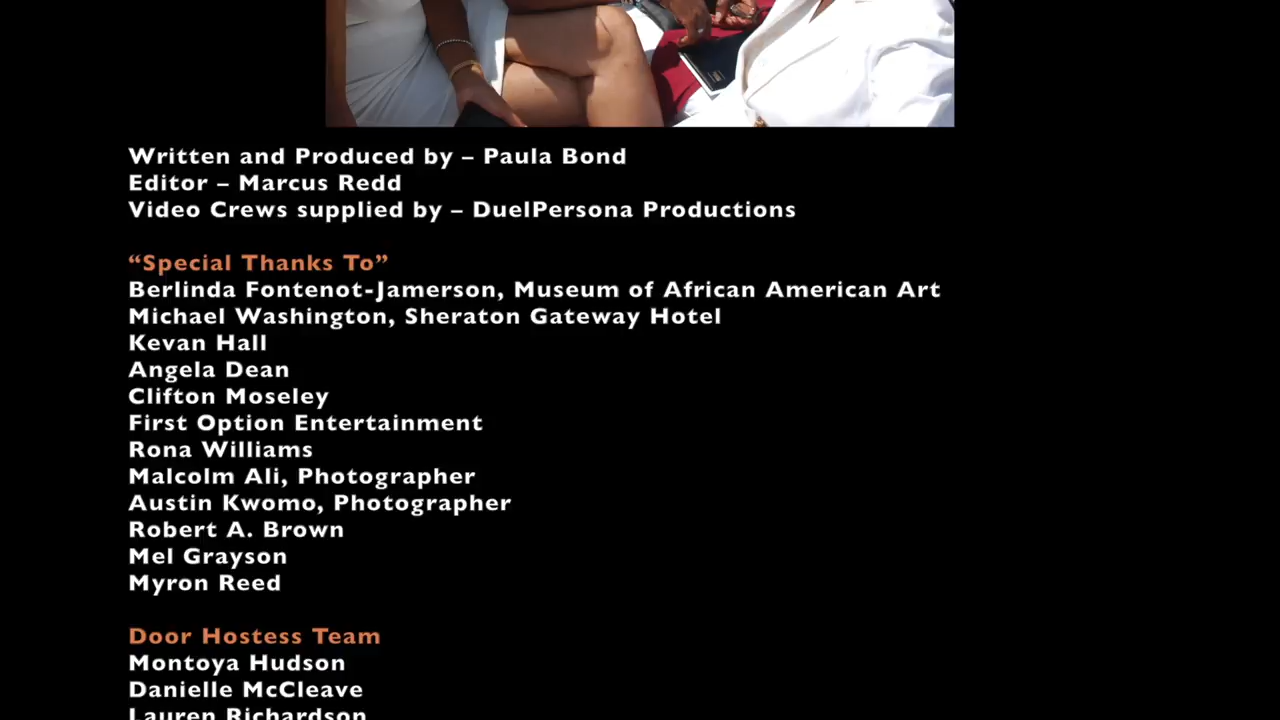 Written and Produced by – Paula Bond
Editor – Marcus Redd
Video Crews supplied by – DuelPersona Productions
“Special Thanks To”
Berlinda Fontenot-Jamerson, Museum of African American Art
Michael Washington, Sheraton Gateway Hotel
Kevan Hall
Angela Dean
Clifton Moseley
First Option Entertainment
Rona Williams
Malcolm Ali, Photographer
Austin Kwomo, Photographer
Robert A. Brown
Mel Grayson
Myron Reed
Door Hostess Team
Montoya Hudson
Danielle McCleave
Lauren Richardson